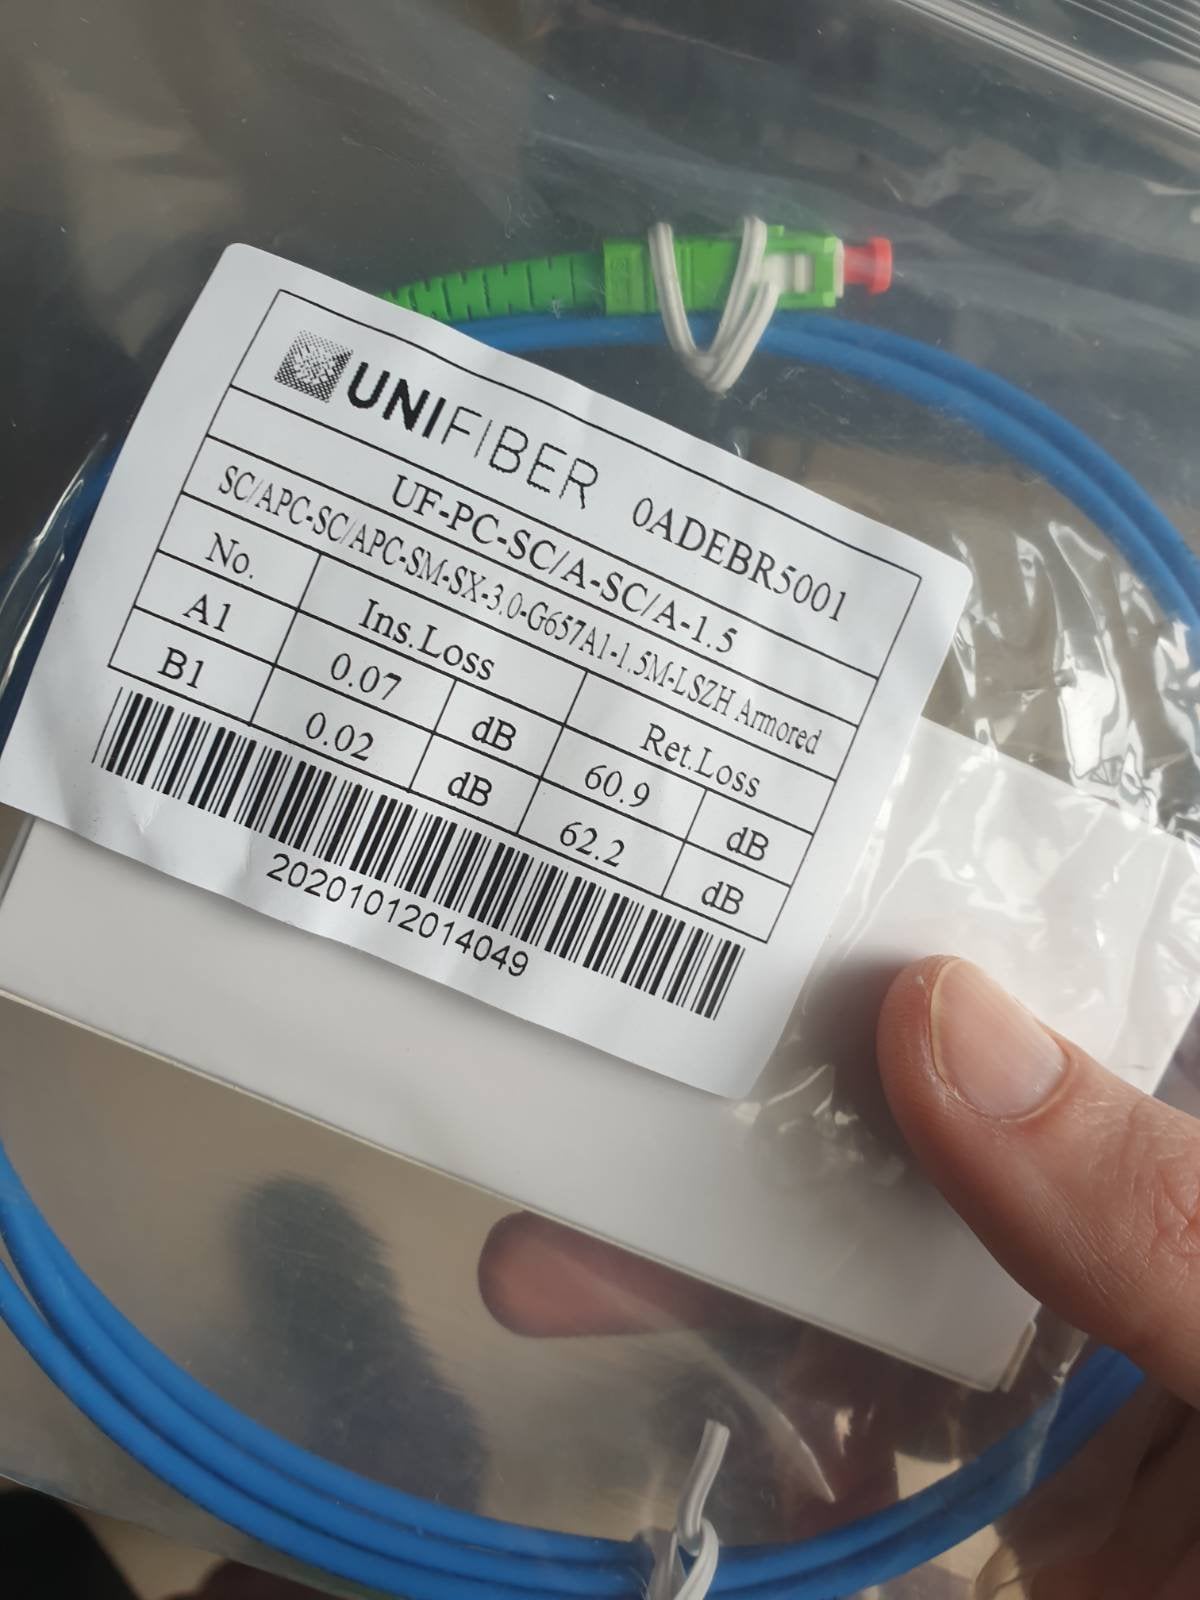 UNIFIBER 0ADEBR5001
UF-PC-SC/A-SC/A-1.5
SC/APC-SC/APC-SM-SX-3.0-G657A1-1.5M-LSZH Armored
No. Ins.Loss Ret.Loss
A1 0.07 dB 60.9 dB
B1 0.02 dB 62.2 dB
20201012014049